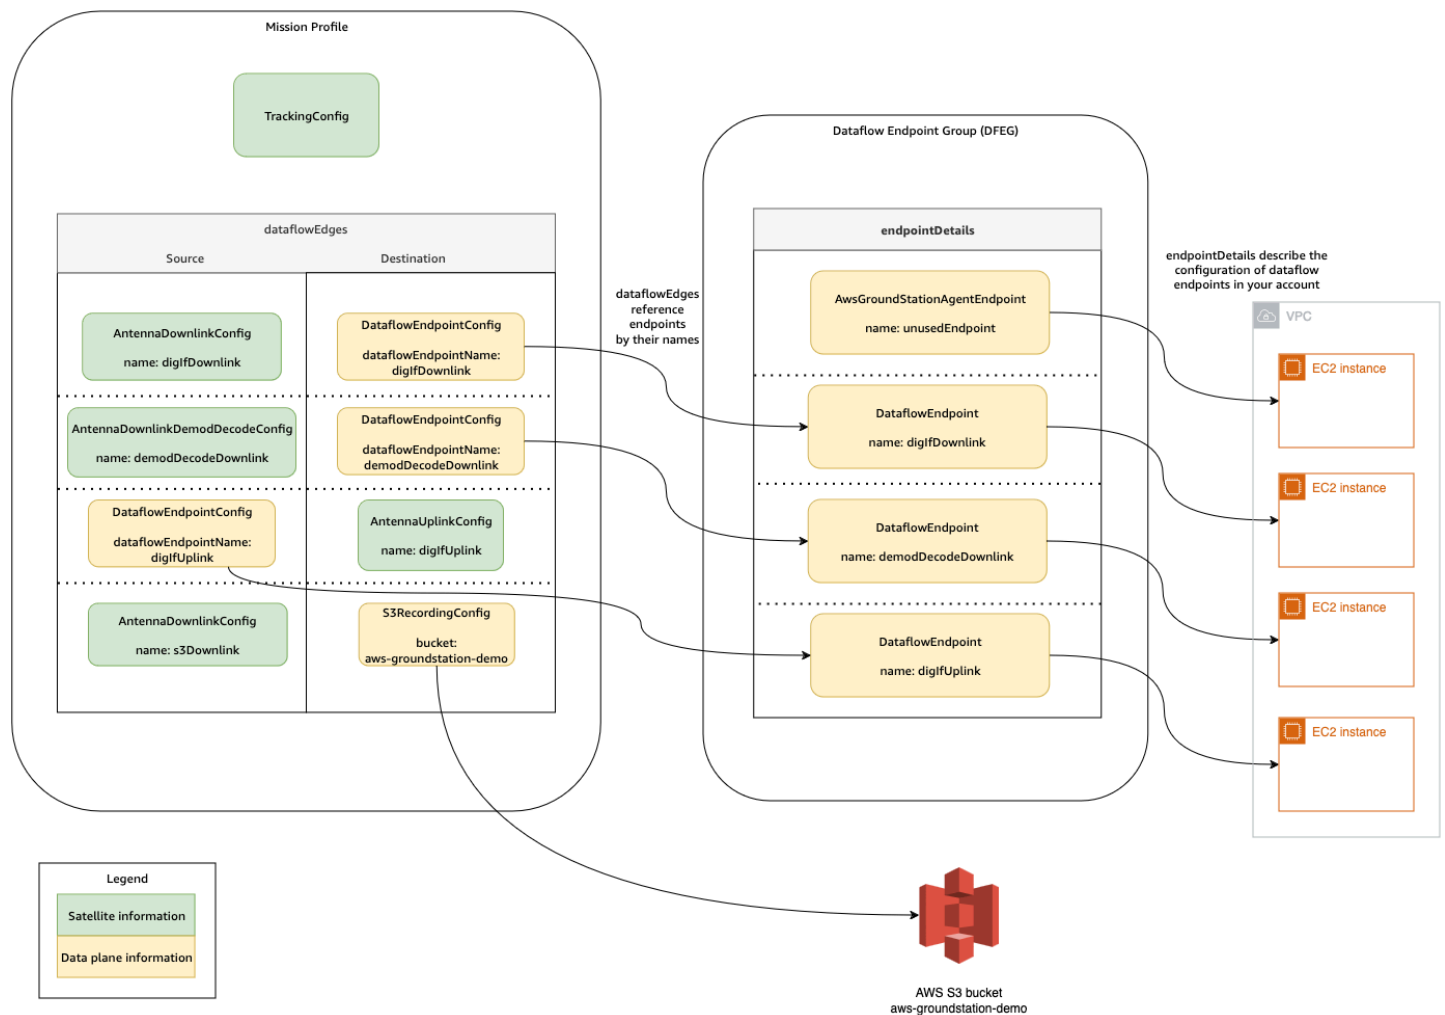 Mission Profile
TrackingConfig
dataflowEdges
Source
Destination
AntennaDownlinkConfig
name: digIfDownlink
DataflowEndpointConfig
dataflowEndpointName:
digIfDownlink
AntennaDownlinkDemodDecodeConfig
name: demodDecodeDownlink
DataflowEndpointConfig
dataflowEndpointName:
demodDecodeDownlink
DataflowEndpointConfig
dataflowEndpointName:
digIfUplink
AntennaUplinkConfig
name: digIfUplink
AntennaDownlinkConfig
name: s3Downlink
S3RecordingConfig
bucket:
aws-groundstation-demo
dataflowEdges
reference
endpoints
by their names
Dataflow Endpoint Group (DFEG)
endpointDetails
AwsGroundStationAgentEndpoint
name: unusedEndpoint
DataflowEndpoint
name: digIfDownlink
DataflowEndpoint
name: demodDecodeDownlink
DataflowEndpoint
name: digIfUplink
endpointDetails describe the
configuration of dataflow
endpoints in your account
VPC
EC2 instance
EC2 instance
EC2 instance
EC2 instance
Legend
Satellite information
Data plane information
AWS S3 bucket
aws-groundstation-demo